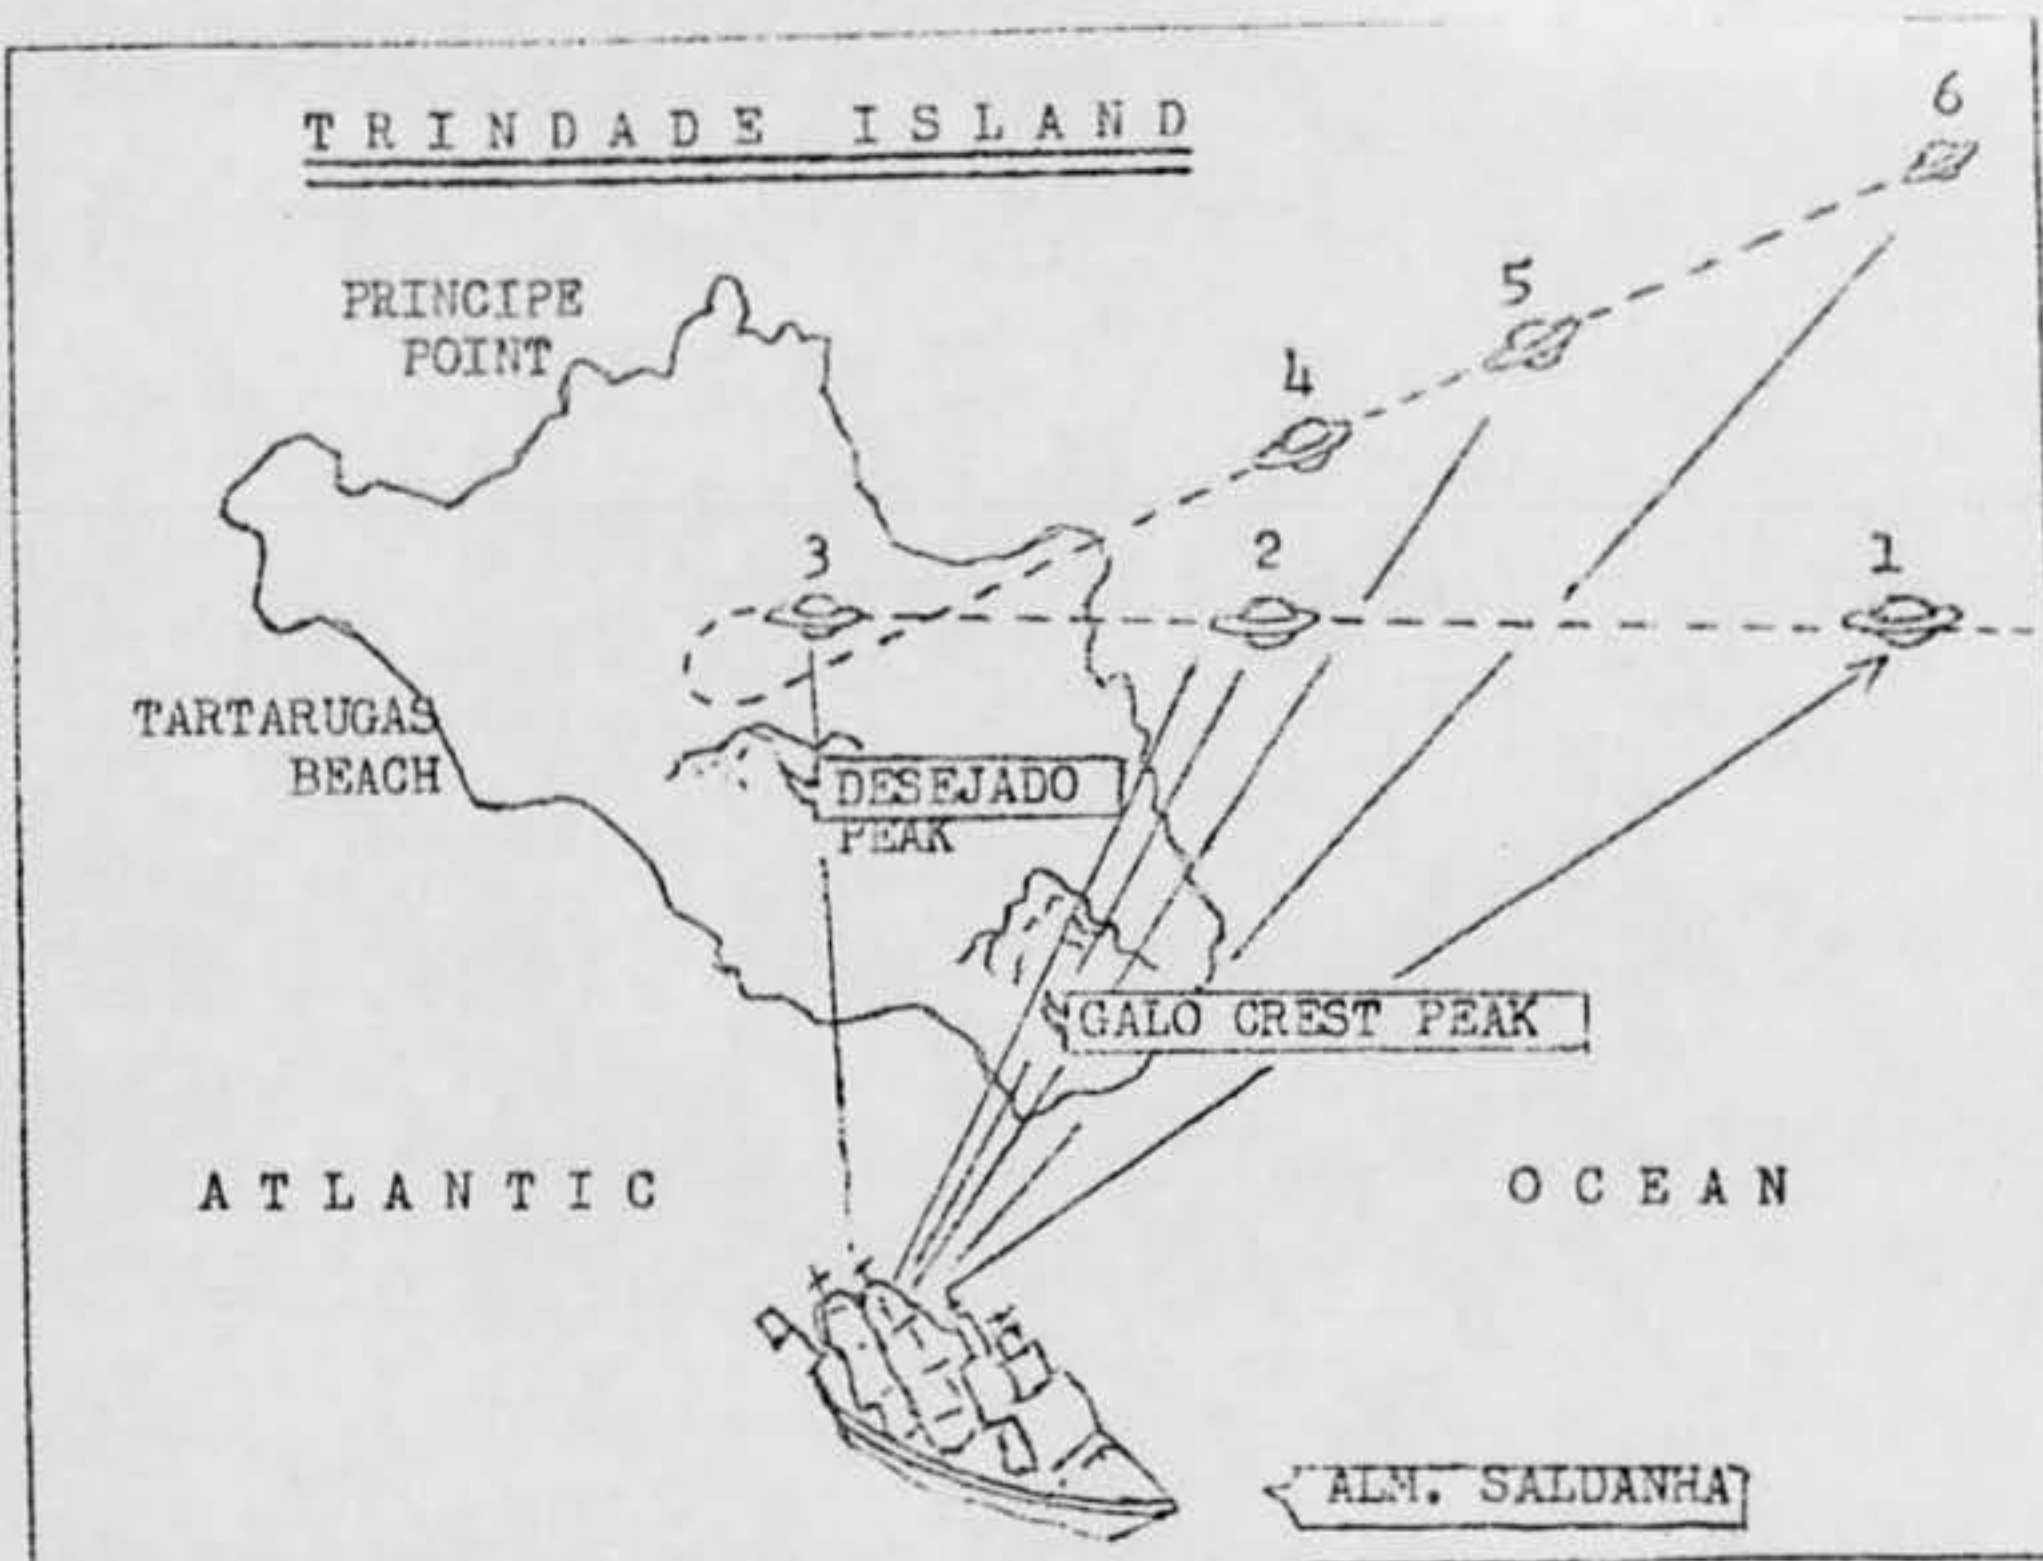 TRINDADE ISLAND
6
PRINCIPE
POINT
5
4
3
2
1
TARTARUGAS
BEACH
DESEJADO
PEAK
GALO CREST PEAK
ATLANTIC
OCEAN
ALM. SALDANHA